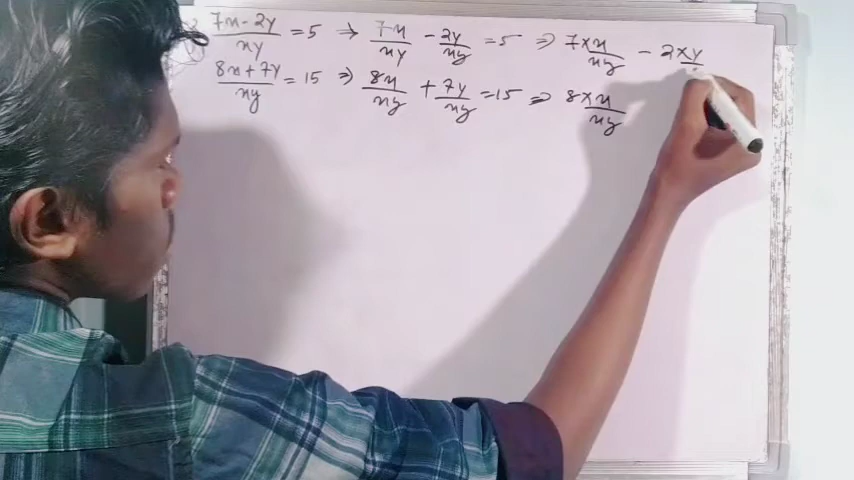 7x-2y/xy = 5 ⇒ 7x/xy - 2y/xy = 5 ⇒ 7×x/xy - 2×y
8x+7y/xy = 15 ⇒ 8x/xy + 7y/xy = 15 ⇒ 8×x/xy